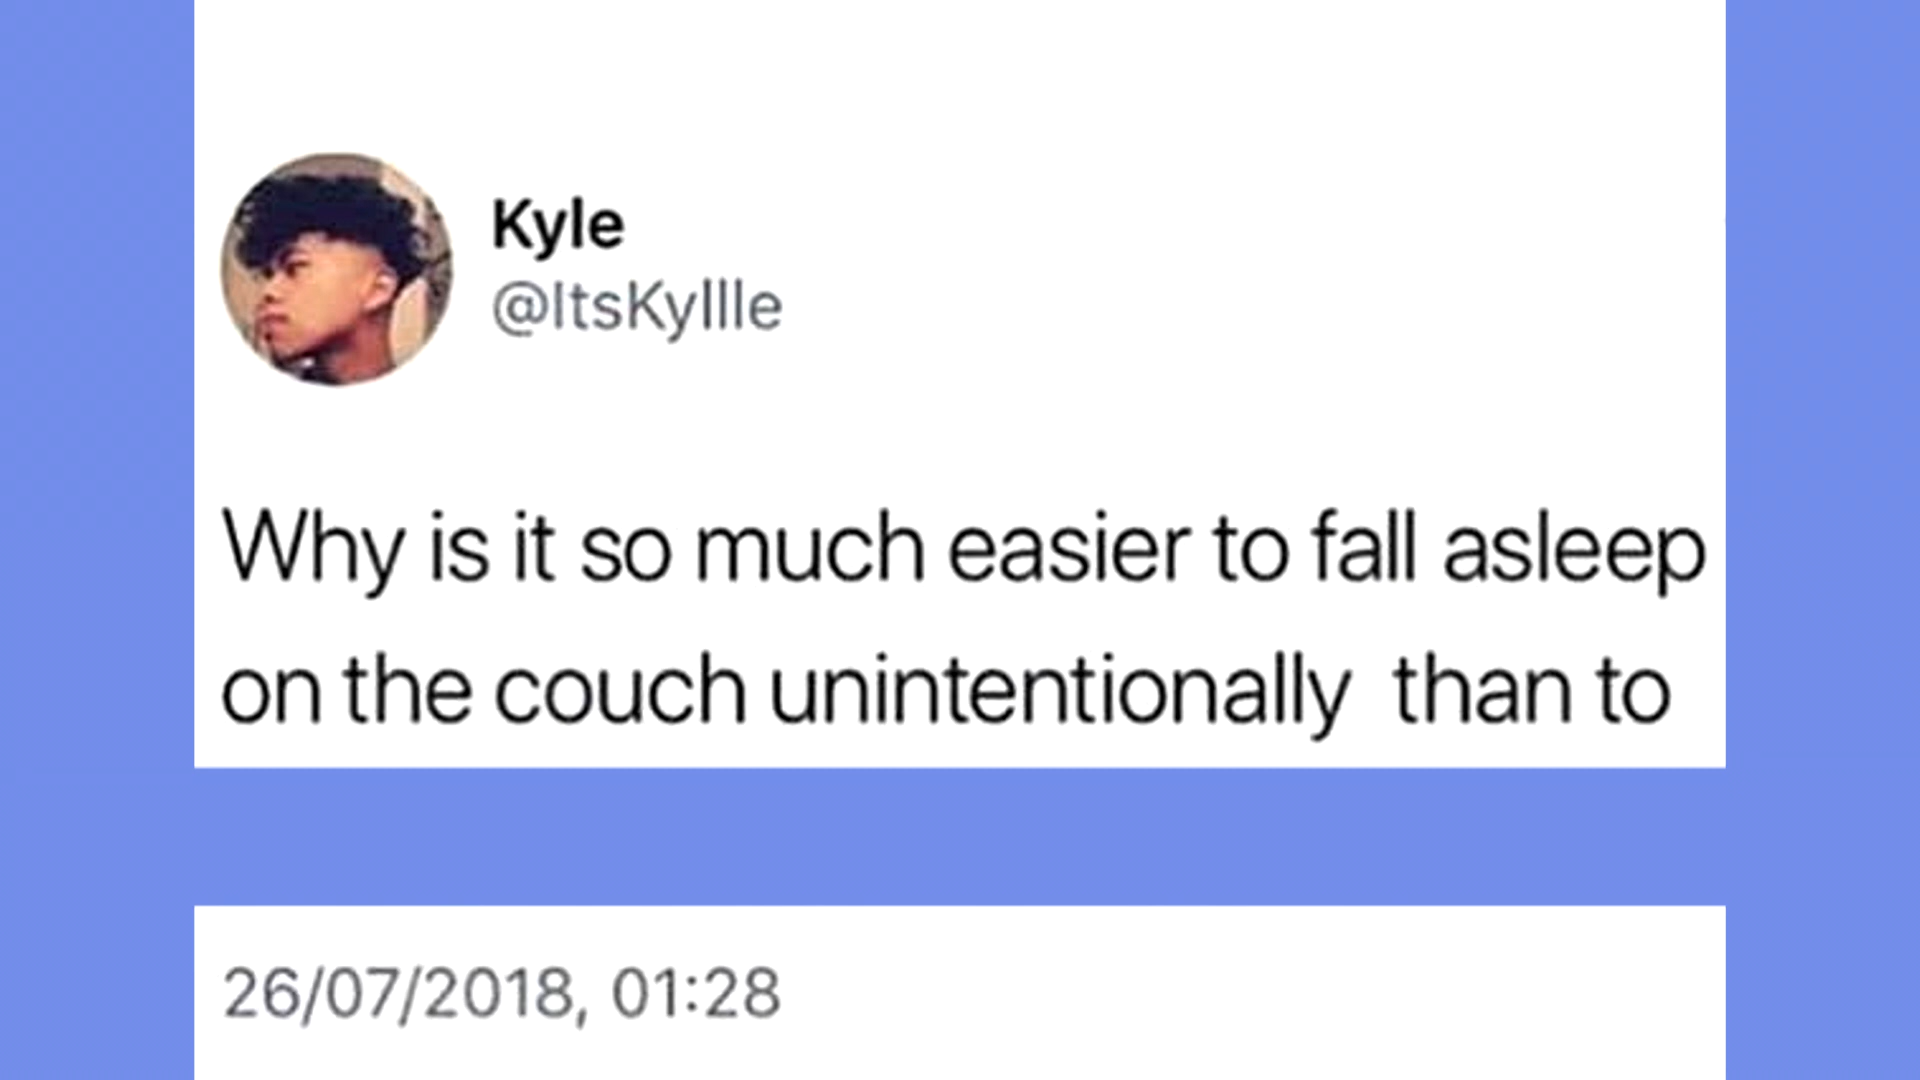 Kyle
@ItsKyllle
Why is it so much easier to fall asleep
on the couch unintentionally than to
26/07/2018, 01:28